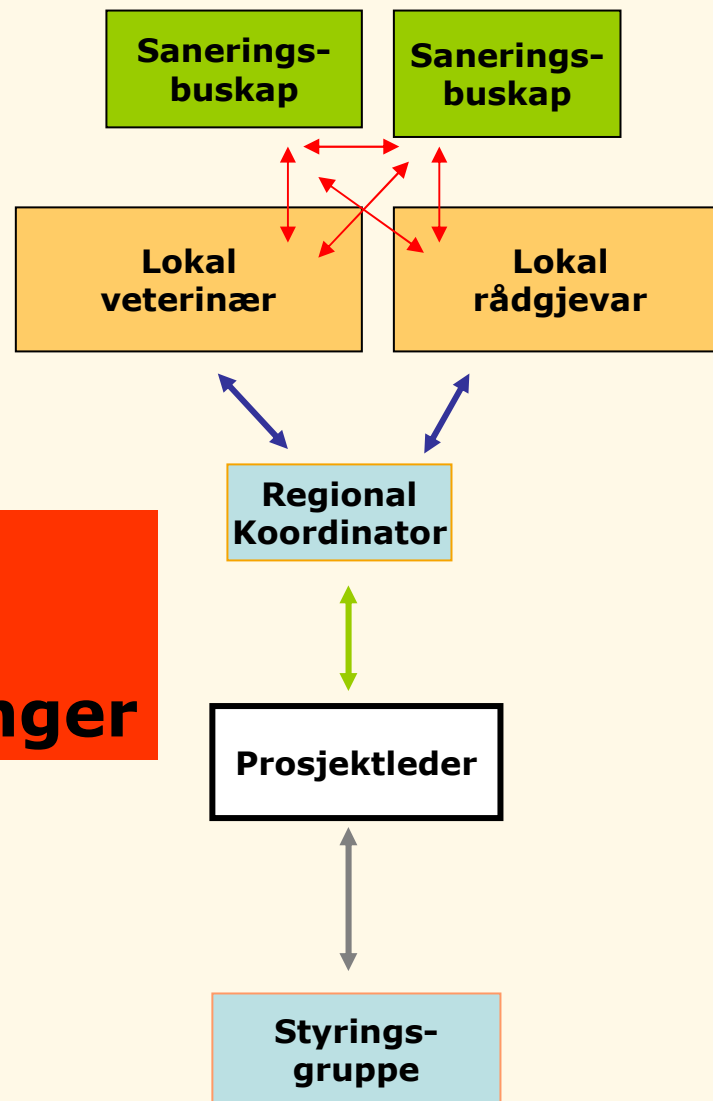 Sanerings-
buskap
Sanerings-
buskap
Lokal
veterinær
Lokal
rådgjevar
Regional
Koordinator
nger
Prosjektleder
Styrings-
gruppe